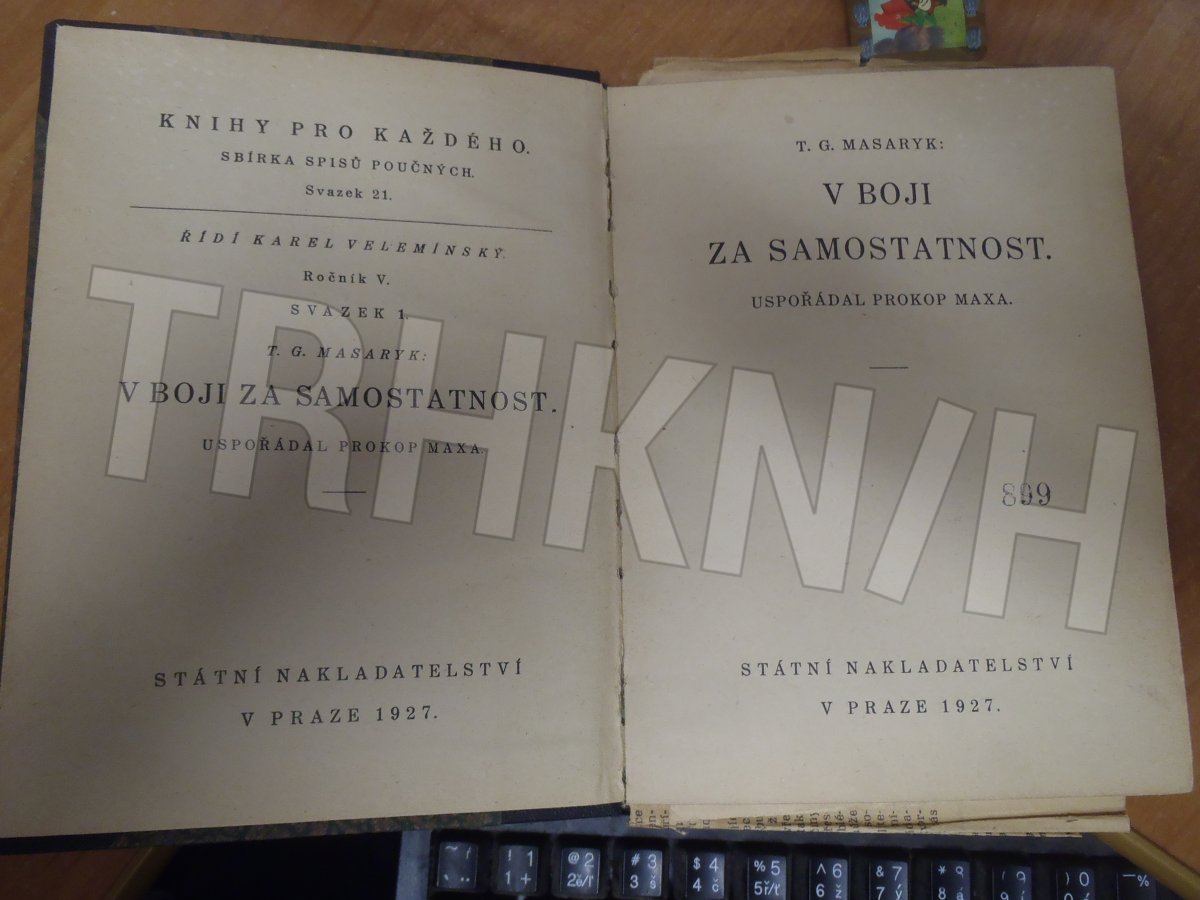 KNIHY PRO KAŽDÉHO.
SBÍRKA SPISŮ POUČNÝCH.
Svazek 21.
ŘÍDÍ KAREL VELEMÍNSKÝ.
Ročník V.
SVAZEK 1.
T. G. MASARYK:
V BOJI ZA SAMOSTATNOST.
USPOŘÁDAL PROKOP MAXA.
STÁTNÍ NAKLADATELSTVÍ
V PRAZE 1927.
T. G. MASARYK:
V BOJI
ZA SAMOSTATNOST.
USPOŘÁDAL PROKOP MAXA.
899
STÁTNÍ NAKLADATELSTVÍ
V PRAZE 1927.
TRHKN/H